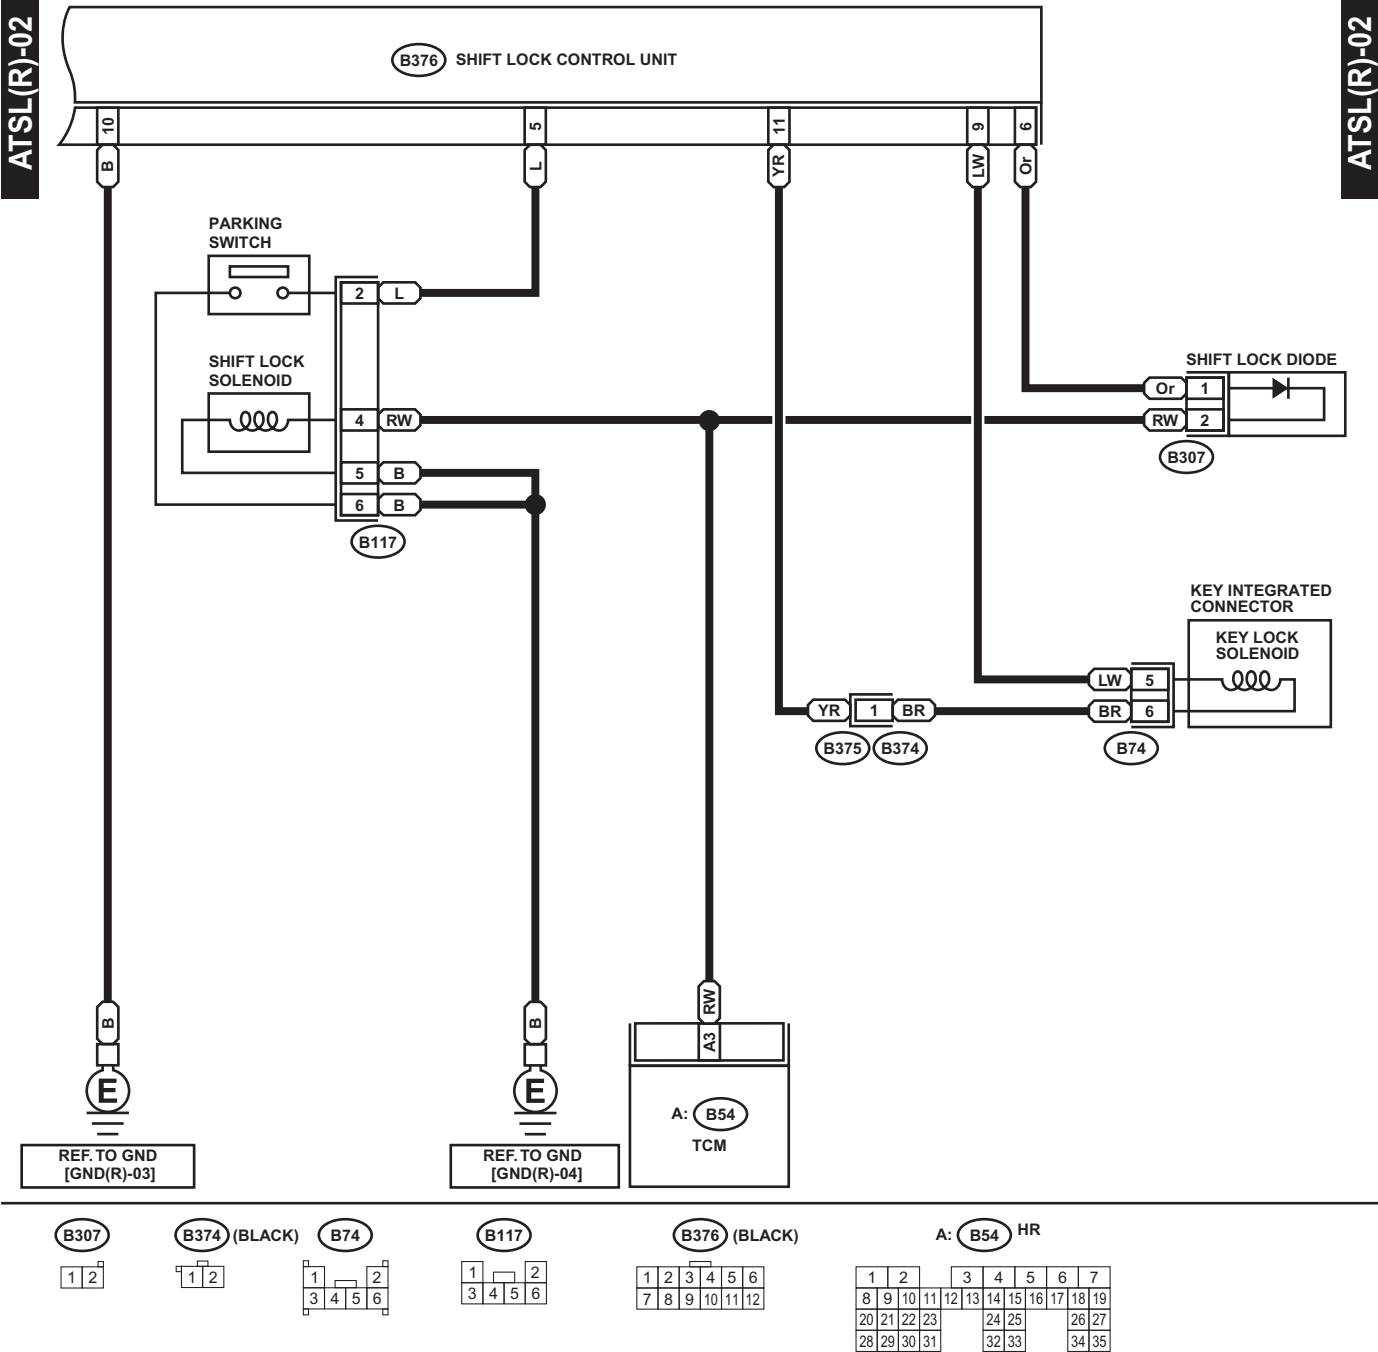 ATSL(R)-02
ATSL(R)-02
B376 SHIFT LOCK CONTROL UNIT
10 5 11 9 6
B L YR LW Or
PARKING
SWITCH
2 L
SHIFT LOCK
SOLENOID
4 RW
5 B
6 B
B117
SHIFT LOCK DIODE
Or 1
RW 2
B307
KEY INTEGRATED
CONNECTOR
KEY LOCK
SOLENOID
LW 5
YR 1 BR
BR 6
B375 B374
B74
B B RW
A3
E E
A: B54
TCM
REF. TO GND
[GND(R)-03]
REF. TO GND
[GND(R)-04]
B307
1 2
B374 (BLACK)
1 2
B74
1 2
3 4 5 6
B117
1 2
3 4 5 6
B376 (BLACK)
1 2 3 4 5 6
7 8 9 10 11 12
A: B54 HR
1 2 3 4 5 6 7
8 9 10 11 12 13 14 15 16 17 18 19
20 21 22 23 24 25 26 27
28 29 30 31 32 33 34 35